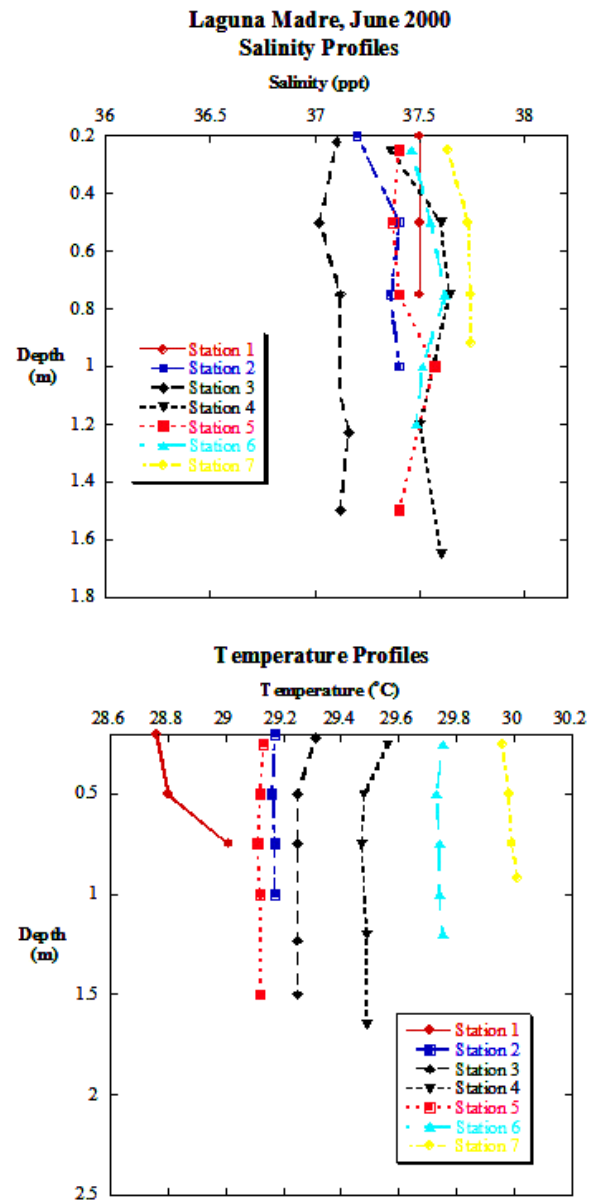 Laguna Madre, June 2000
Salinity Profiles
Salinity (ppt)
36 36.5 37 37.5 38
0.2
0.4
0.6
0.8
Depth
(m)
1
1.2
1.4
1.6
1.8
Station 1
Station 2
Station 3
Station 4
Station 5
Station 6
Station 7
Temperature Profiles
Temperature (°C)
28.6 28.8 29 29.2 29.4 29.6 29.8 30 30.2
0.5
1
Depth
(m)
1.5
2
2.5
Station 1
Station 2
Station 3
Station 4
Station 5
Station 6
Station 7